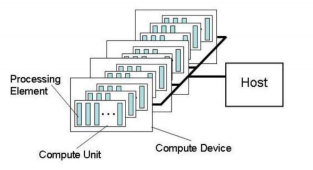 Processing
Element
Host
Compute Unit
Compute Device